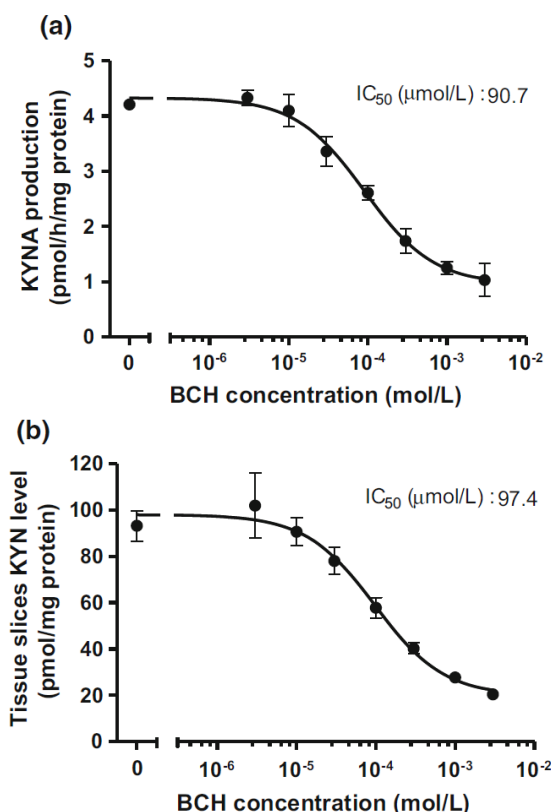 (a)
IC50 (μmol/L) : 90.7
KYNA production
(pmol/h/mg protein)
5
4
3
2
1
0
0 10-6 10-5 10-4 10-3 10-2
BCH concentration (mol/L)
(b)
IC50 (μmol/L) : 97.4
Tissue slices KYN level
(pmol/mg protein)
120
100
80
60
40
20
0
0 10-6 10-5 10-4 10-3 10-2
BCH concentration (mol/L)